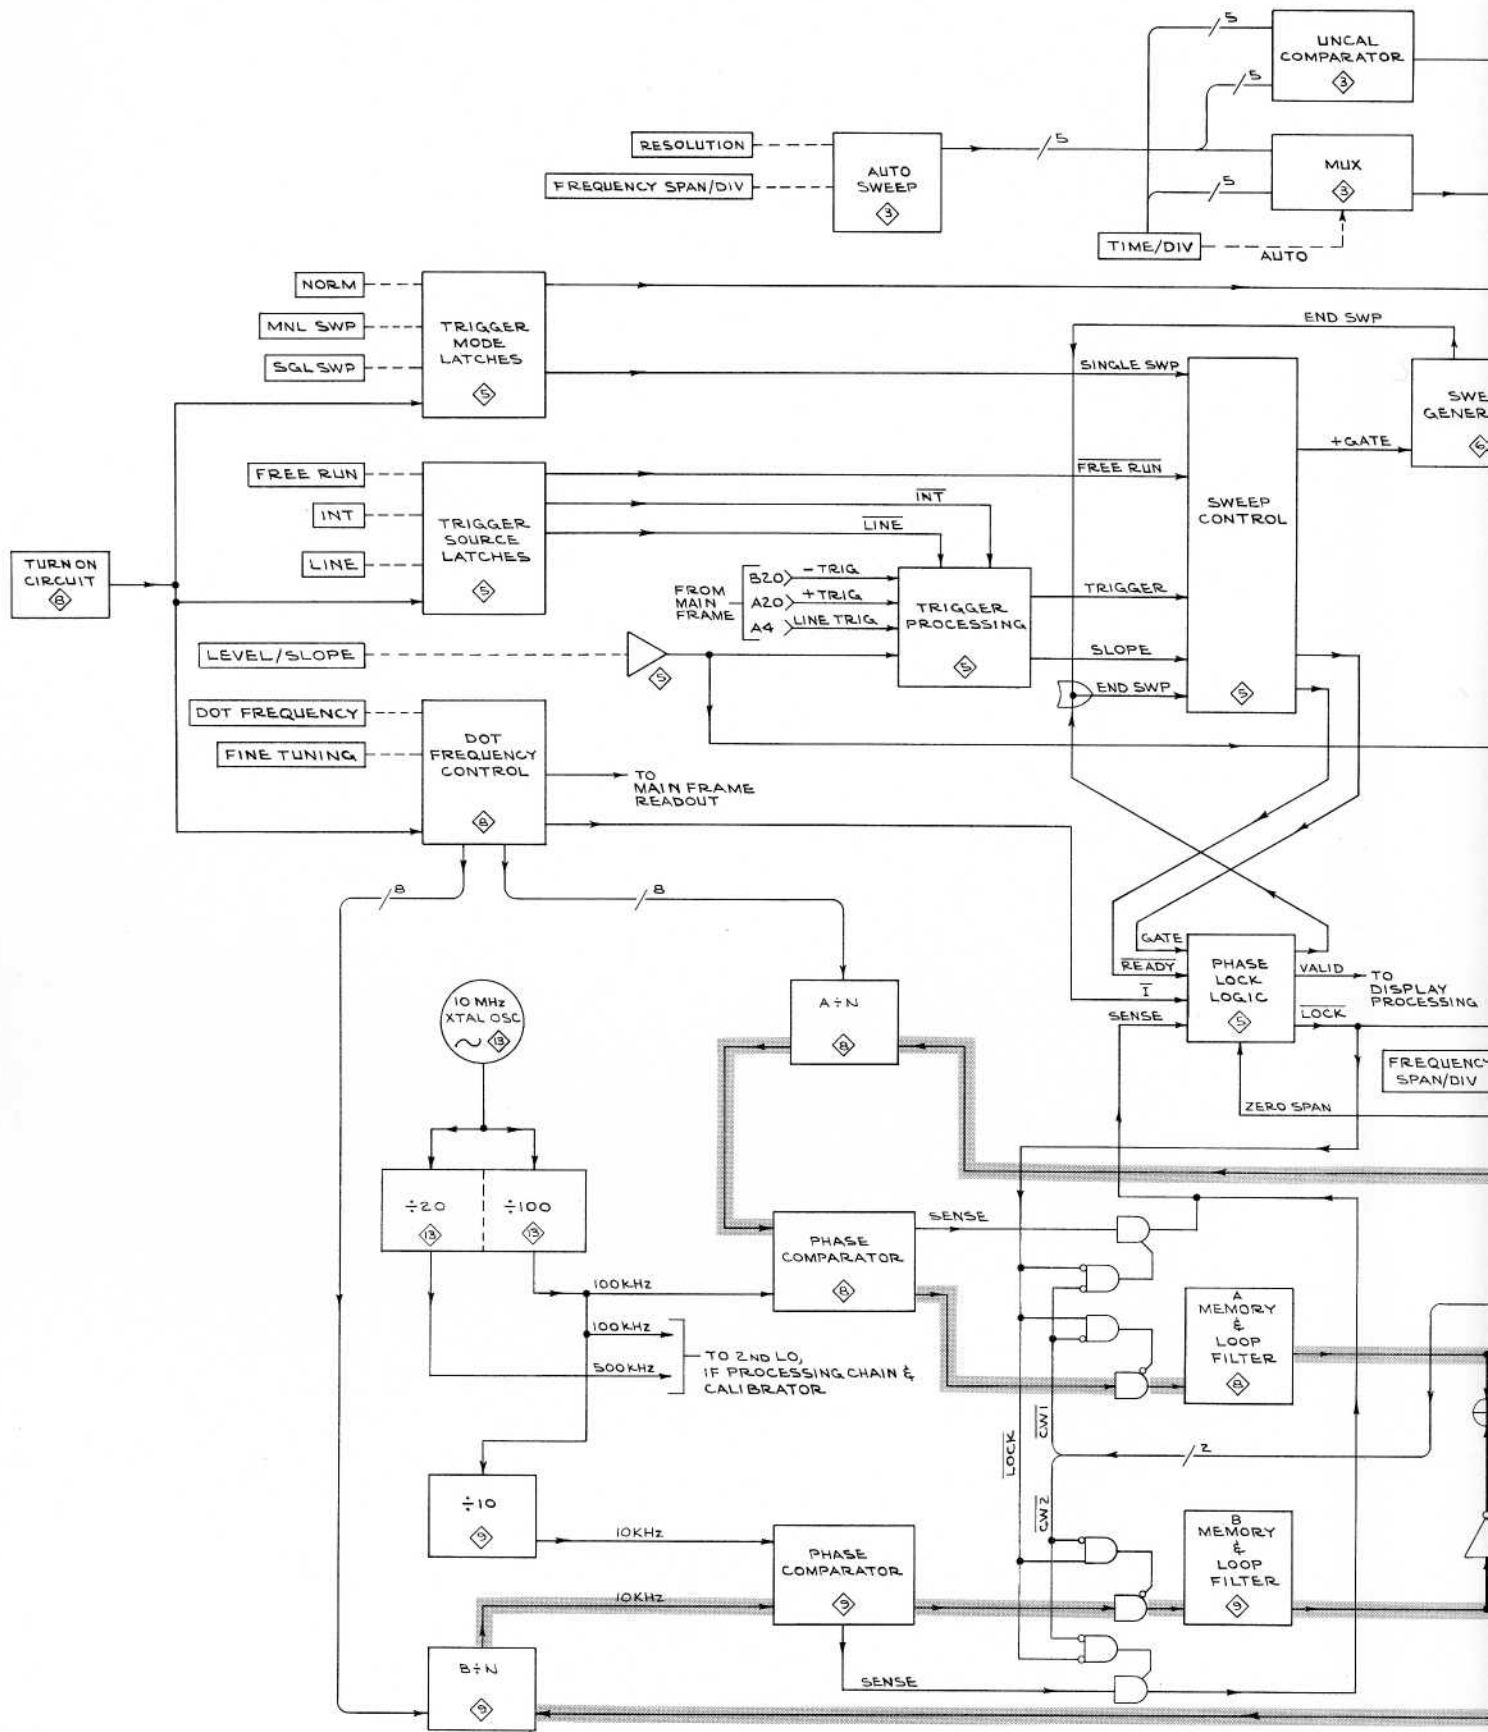 UNCAL
COMPARATOR
3
5
5
RESOLUTION
FREQUENCY SPAN/DIV
AUTO
SWEEP
3
5
5
MUX
3
TIME/DIV
AUTO
NORM
MNL SWP
SGL SWP
TRIGGER
MODE
LATCHES
5
END SWP
SINGLE SWP
+GATE
6
FREE RUN
INT
LINE
TRIGGER
SOURCE
LATCHES
5
FREE RUN
INT
LINE
SWEEP
CONTROL
5
TURN ON
CIRCUIT
8
FROM
MAIN
FRAME
B20 -TRIG
A20 +TRIG
A4 LINE TRIG
TRIGGER
PROCESSING
5
TRIGGER
SLOPE
END SWP
LEVEL/SLOPE
5
DOT FREQUENCY
FINE TUNING
DOT
FREQUENCY
CONTROL
8
TO
MAIN FRAME
READOUT
8
8
GATE
READY
I
SENSE
PHASE
LOCK
LOGIC
5
VALID
TO
DISPLAY
PROCESSING
LOCK
FREQUENCY
SPAN/DIV
ZERO SPAN
10 MHz
XTAL OSC
13
A÷N
8
÷20
13
÷100
13
PHASE
COMPARATOR
8
SENSE
100KHz
100KHz
500KHz
TO 2ND LO,
IF PROCESSING CHAIN &
CALIBRATOR
A
MEMORY
&
LOOP
FILTER
8
LOCK
CW1
CW2
2
÷10
9
10KHz
10KHz
PHASE
COMPARATOR
9
B
MEMORY
&
LOOP
FILTER
9
SENSE
B÷N
9